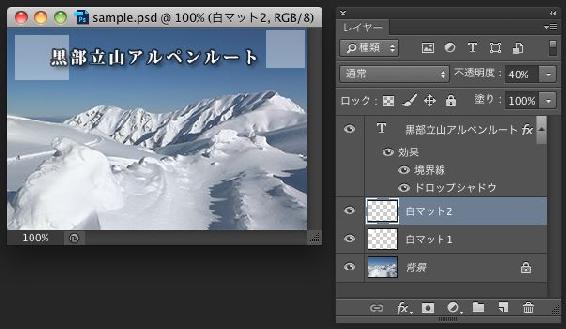 sample.psd @ 100% (白マット2, RGB/8)
黒部立山アルペンルート
100%
レイヤー
種類
通常
不透明度: 40%
ロック:
塗り: 100%
T 黒部立山アルペンルート fx
効果
境界線
ドロップシャドウ
白マット2
白マット1
背景
fx